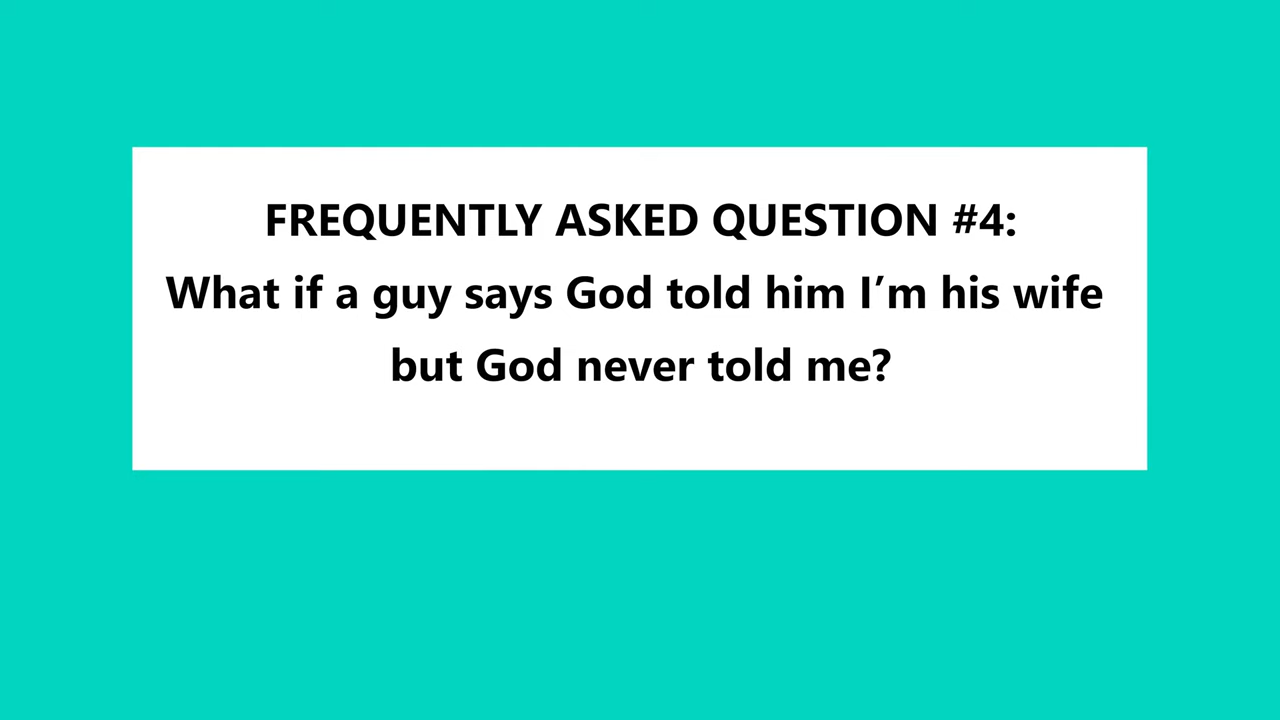 FREQUENTLY ASKED QUESTION #4:
What if a guy says God told him I’m his wife
but God never told me?